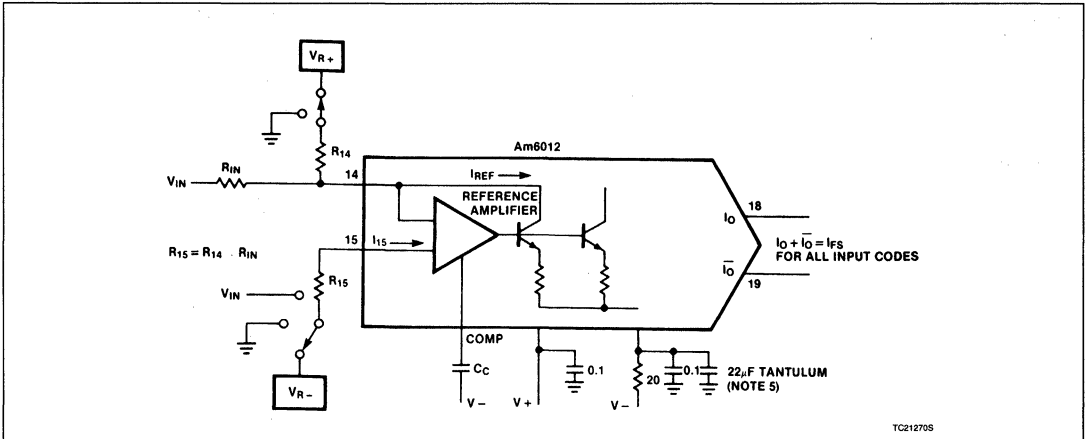 VR+
Am6012
R14
RIN
VIN
14
IREF
REFERENCE
AMPLIFIER
18
IO
15
I15
IO + IO̅ = IFS
FOR ALL INPUT CODES
R15 = R14 RIN
IO̅
19
R15
VIN
COMP
CC
0.1
20
0.1
22μF TANTULUM
(NOTE 5)
VR−
V−
V+
V−
TC21270S